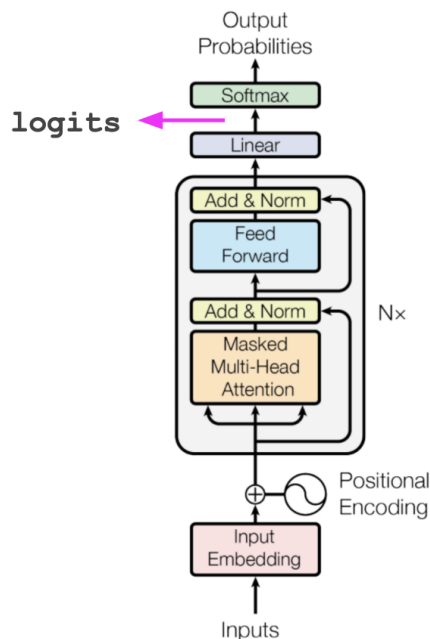 Output
Probabilities
Softmax
logits
Linear
Add & Norm
Feed
Forward
Add & Norm
Nx
Masked
Multi-Head
Attention
Positional
Encoding
Input
Embedding
Inputs